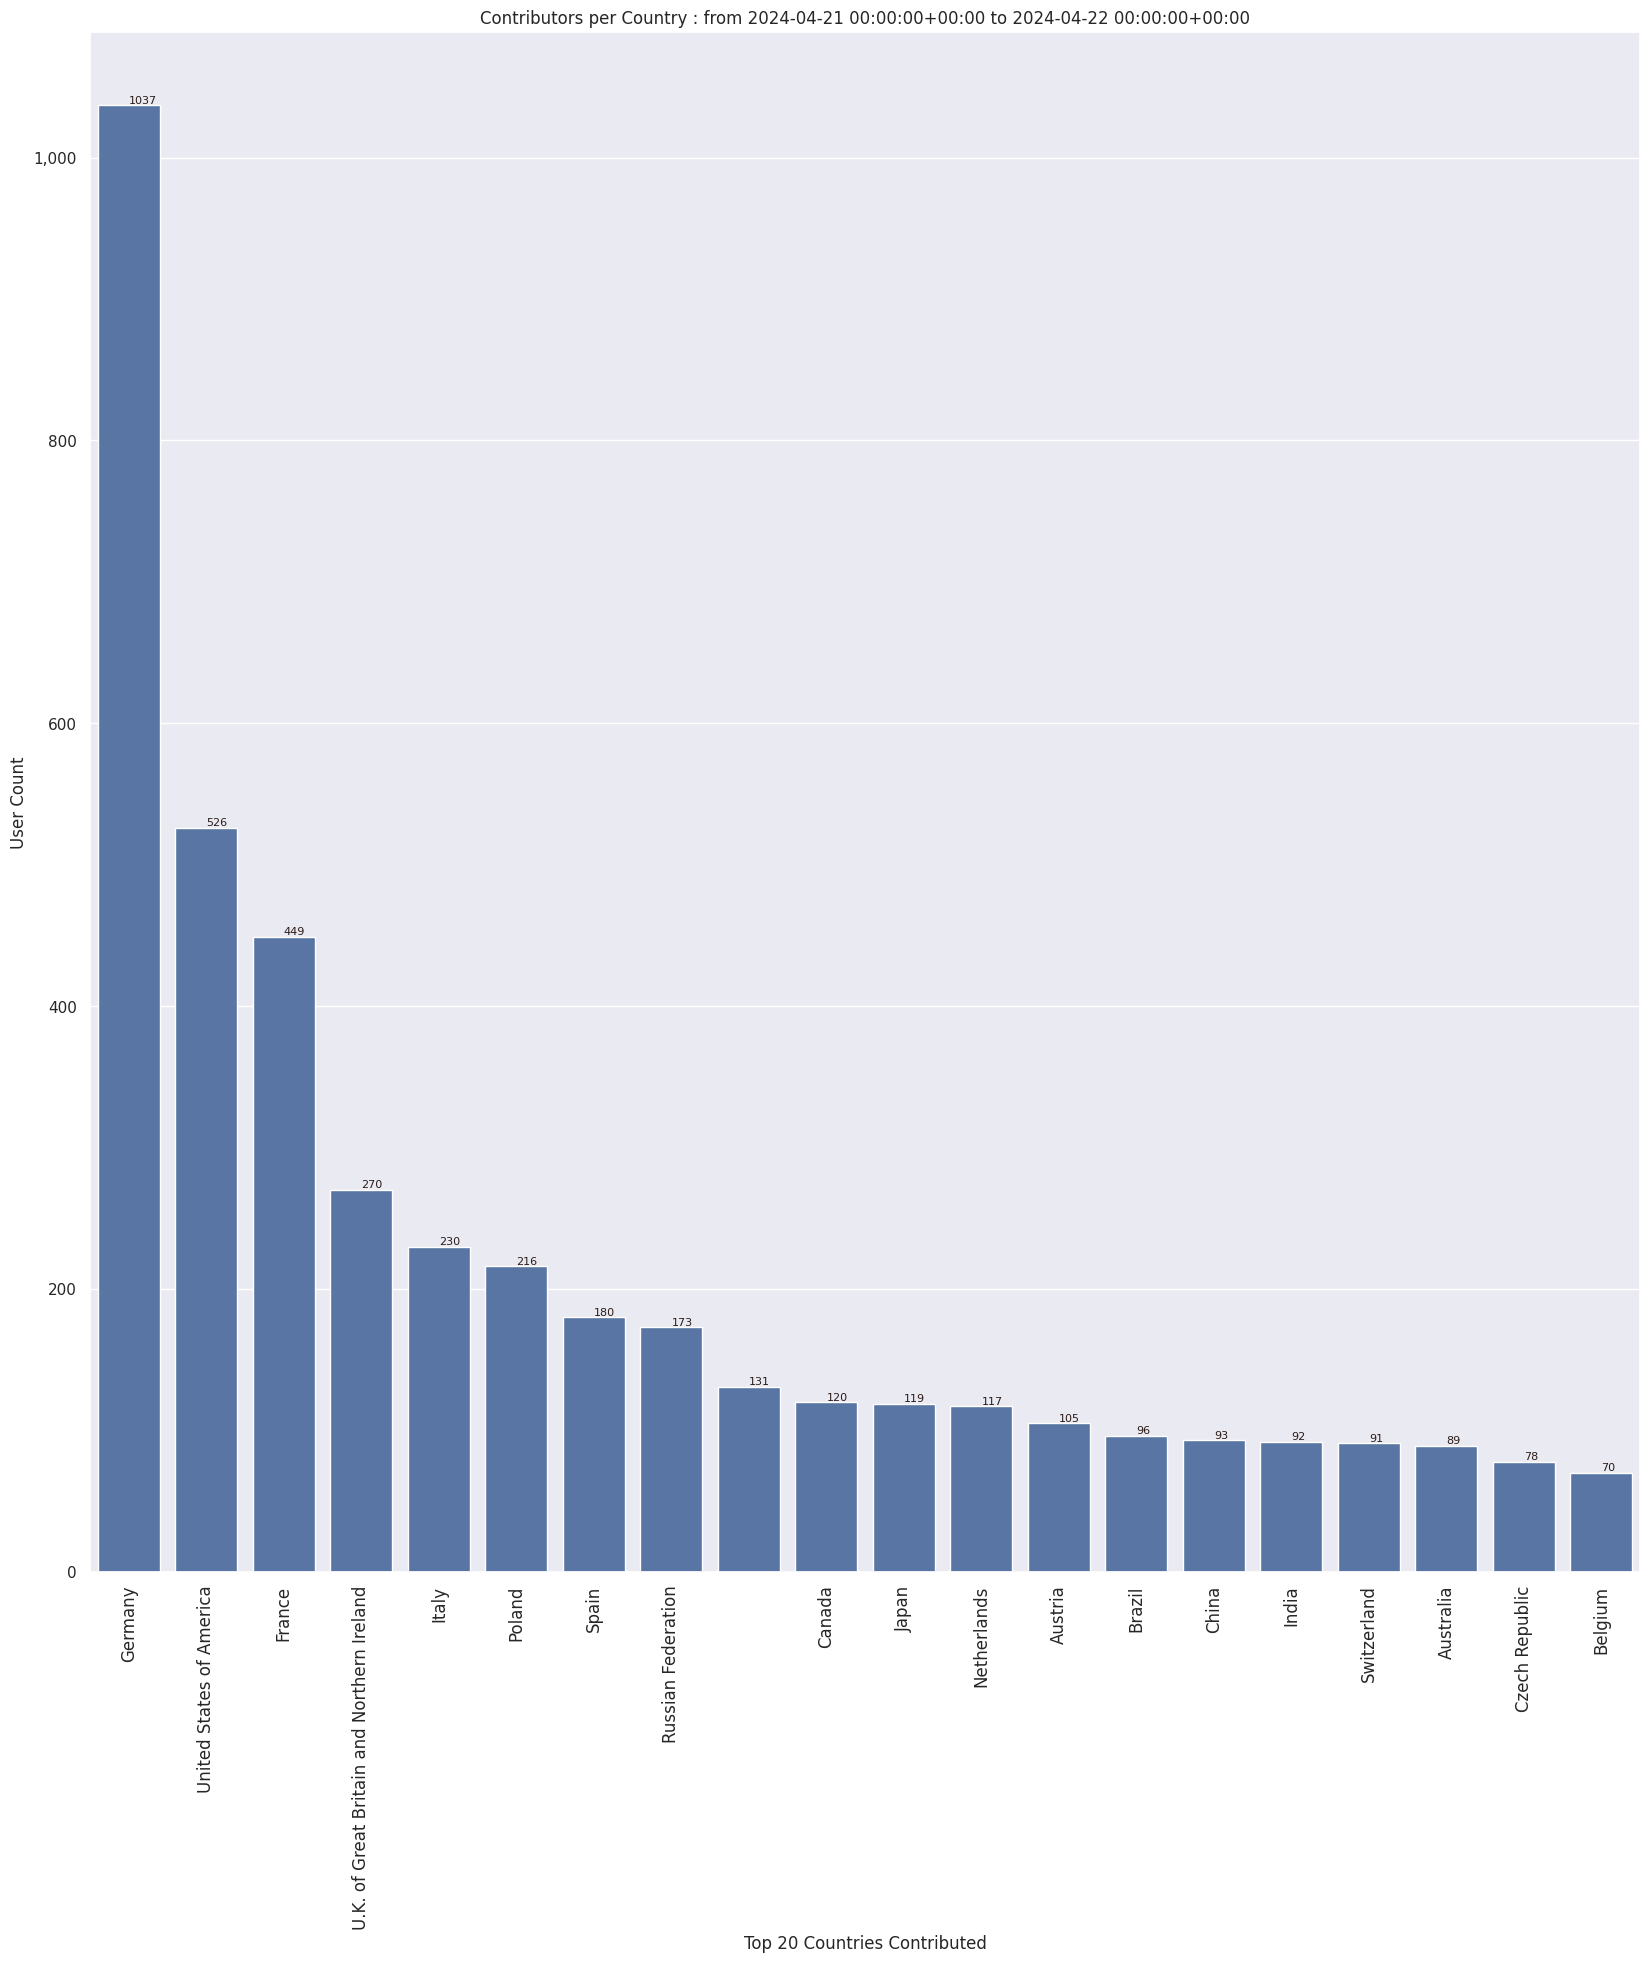 Contributors per Country : from 2024-04-21 00:00:00+00:00 to 2024-04-22 00:00:00+00:00
User Count
1,000
800
600
400
200
0
1037
526
449
270
230
216
180
173
131
120
119
117
105
96
93
92
91
89
78
70
Germany
United States of America
France
U.K. of Great Britain and Northern Ireland
Italy
Poland
Spain
Russian Federation
Canada
Japan
Netherlands
Austria
Brazil
China
India
Switzerland
Australia
Czech Republic
Belgium
Top 20 Countries Contributed